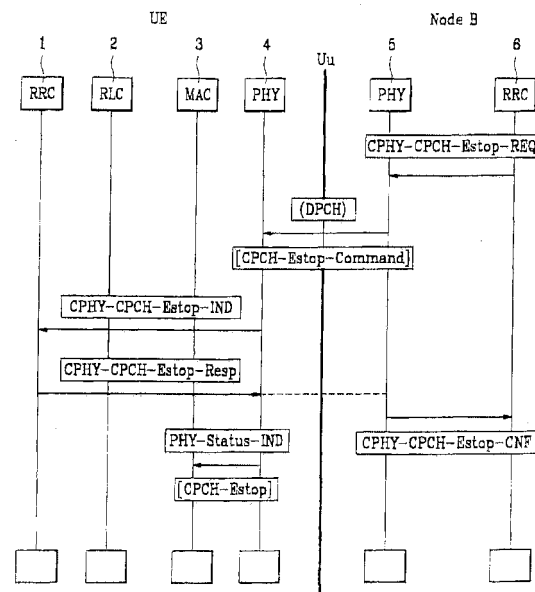 UE Node B
1 2 3 4 Uu 5 6
RRC RLC MAC PHY PHY RRC
CPHY-CPCH-Estop-REQ
(DPCH)
[CPCH-Estop-Command]
CPHY-CPCH-Estop-IND
CPHY-CPCH-Estop-Resp
PHY-Status-IND CPHY-CPCH-Estop-CNF
[CPCH-Estop]